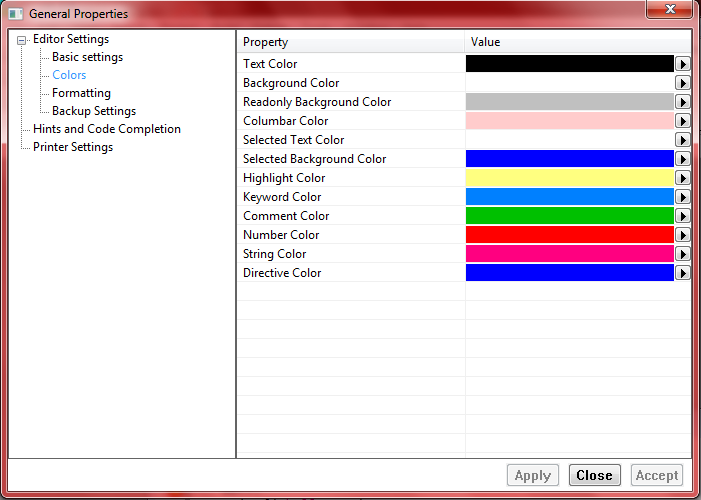 General Properties
Editor Settings
Basic settings
Colors
Formatting
Backup Settings
Hints and Code Completion
Printer Settings
Property Value
Text Color
Background Color
Readonly Background Color
Columbar Color
Selected Text Color
Selected Background Color
Highlight Color
Keyword Color
Comment Color
Number Color
String Color
Directive Color
Apply Close Accept